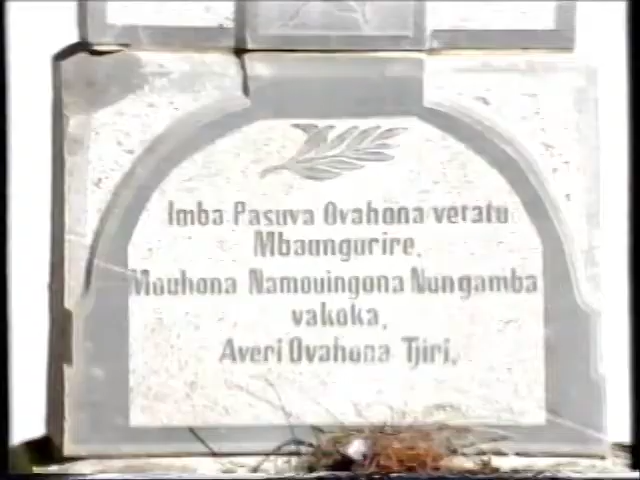 Imba Pasuva Ovahona veratu
Mbaungurire.
Mouhona Namouingona Nungamba
vakoka.
Averi Ovahona Tjiri.